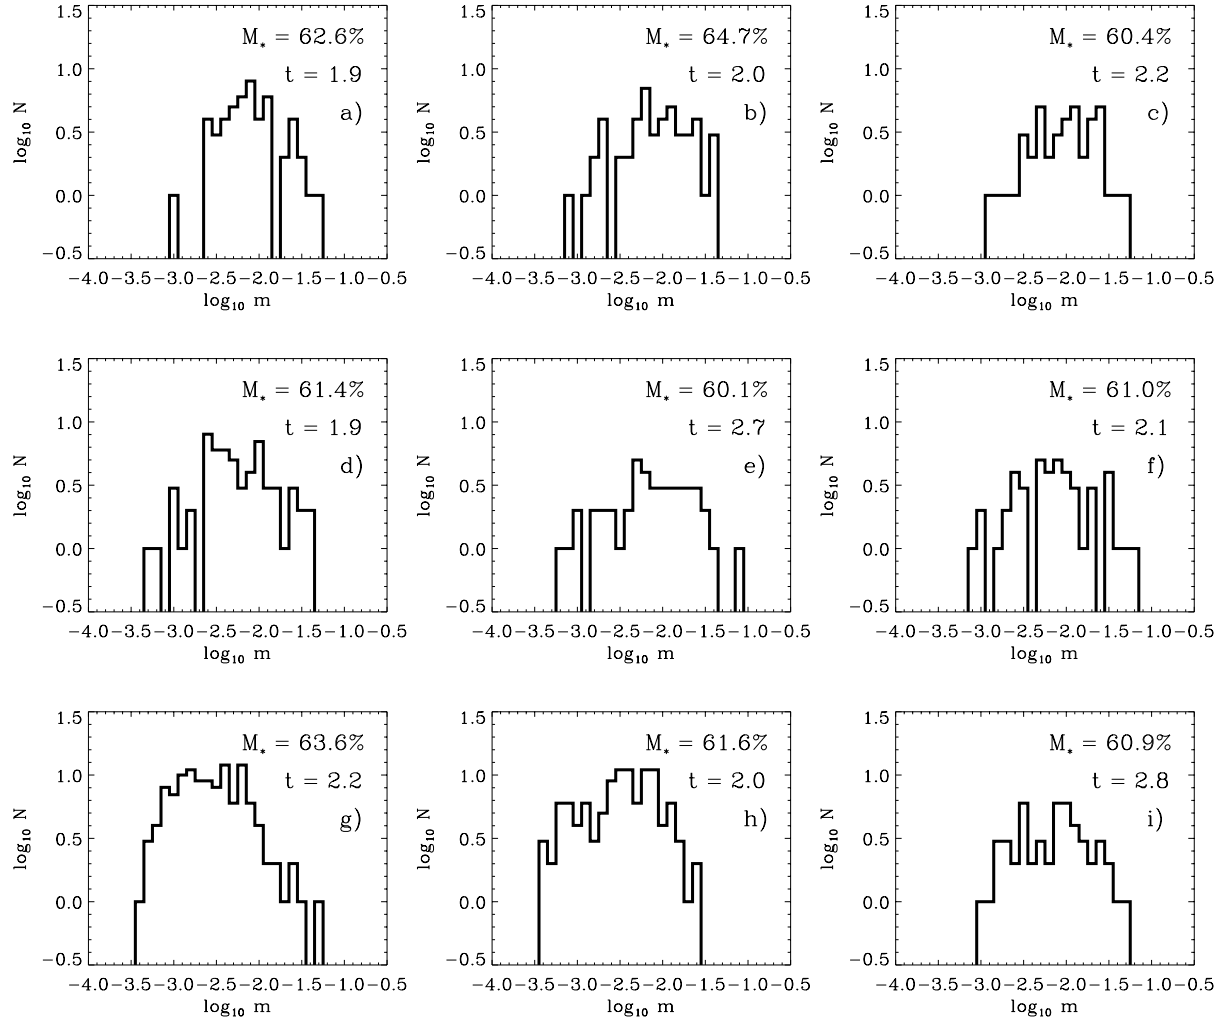 1.5
M* = 62.6%
1.0
t = 1.9
a)
0.5
0.0
−0.5
log10 N
−4.0−3.5−3.0−2.5−2.0−1.5−1.0−0.5
log10 m
1.5
M* = 64.7%
1.0
t = 2.0
b)
0.5
0.0
−0.5
log10 N
−4.0−3.5−3.0−2.5−2.0−1.5−1.0−0.5
log10 m
1.5
M* = 60.4%
1.0
t = 2.2
c)
0.5
0.0
−0.5
log10 N
−4.0−3.5−3.0−2.5−2.0−1.5−1.0−0.5
log10 m
1.5
M* = 61.4%
1.0
t = 1.9
d)
0.5
0.0
−0.5
log10 N
−4.0−3.5−3.0−2.5−2.0−1.5−1.0−0.5
log10 m
1.5
M* = 60.1%
1.0
t = 2.7
e)
0.5
0.0
−0.5
log10 N
−4.0−3.5−3.0−2.5−2.0−1.5−1.0−0.5
log10 m
1.5
M* = 61.0%
1.0
t = 2.1
f)
0.5
0.0
−0.5
log10 N
−4.0−3.5−3.0−2.5−2.0−1.5−1.0−0.5
log10 m
1.5
M* = 63.6%
1.0
t = 2.2
g)
0.5
0.0
−0.5
log10 N
−4.0−3.5−3.0−2.5−2.0−1.5−1.0−0.5
log10 m
1.5
M* = 61.6%
1.0
t = 2.0
h)
0.5
0.0
−0.5
log10 N
−4.0−3.5−3.0−2.5−2.0−1.5−1.0−0.5
log10 m
1.5
M* = 60.9%
1.0
t = 2.8
i)
0.5
0.0
−0.5
log10 N
−4.0−3.5−3.0−2.5−2.0−1.5−1.0−0.5
log10 m